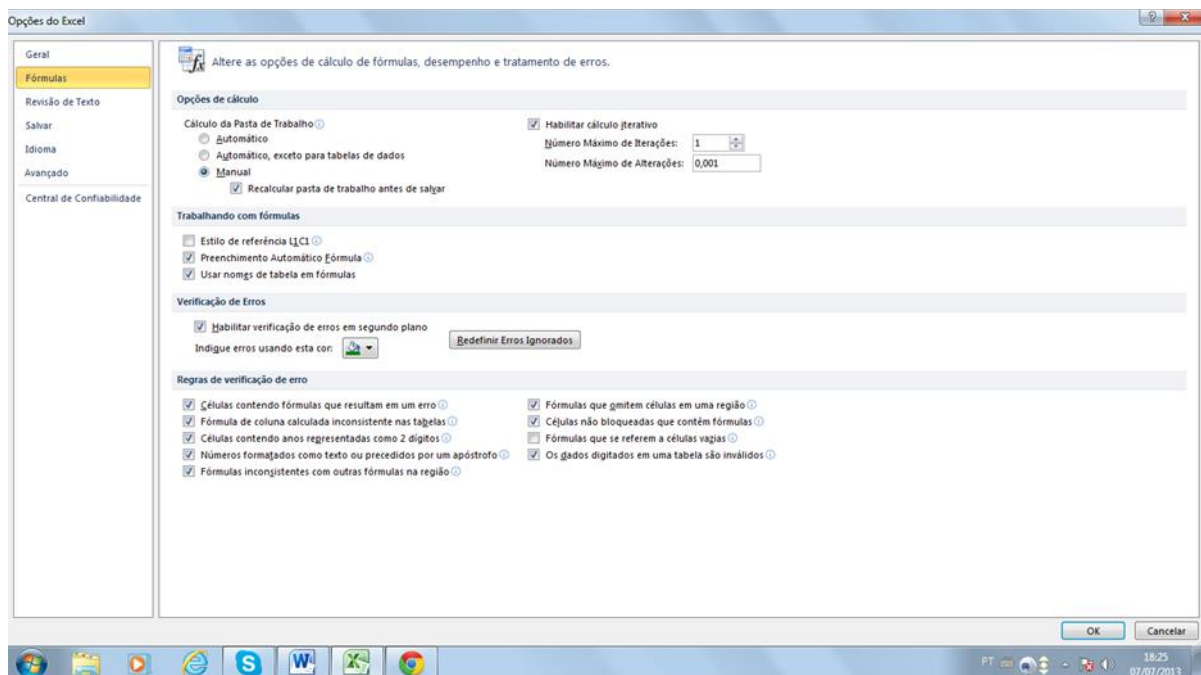 Opções do Excel
Geral
Fórmulas
Revisão de Texto
Salvar
Idioma
Avançado
Central de Confiabilidade
Altere as opções de cálculo de fórmulas, desempenho e tratamento de erros.
Opções de cálculo
Cálculo da Pasta de Trabalho
Automático
Automático, exceto para tabelas de dados
Manual
Recalcular pasta de trabalho antes de salvar
Habilitar cálculo iterativo
Número Máximo de Iterações: 1
Número Máximo de Alterações: 0,001
Trabalhando com fórmulas
Estilo de referência L1C1
Preenchimento Automático Fórmula
Usar nomes de tabela em fórmulas
Verificação de Erros
Habilitar verificação de erros em segundo plano
Indique erros usando esta cor:
Redefinir Erros Ignorados
Regras de verificação de erro
Células contendo fórmulas que resultam em um erro
Fórmula de coluna calculada inconsistente nas tabelas
Células contendo anos representadas como 2 dígitos
Números formatados como texto ou precedidos por um apóstrofo
Fórmulas inconsistentes com outras fórmulas na região
Fórmulas que omitem células em uma região
Células não bloqueadas que contêm fórmulas
Fórmulas que se referem a células vazias
Os dados digitados em uma tabela são inválidos
OK
Cancelar
PT
18:25
07/07/2013